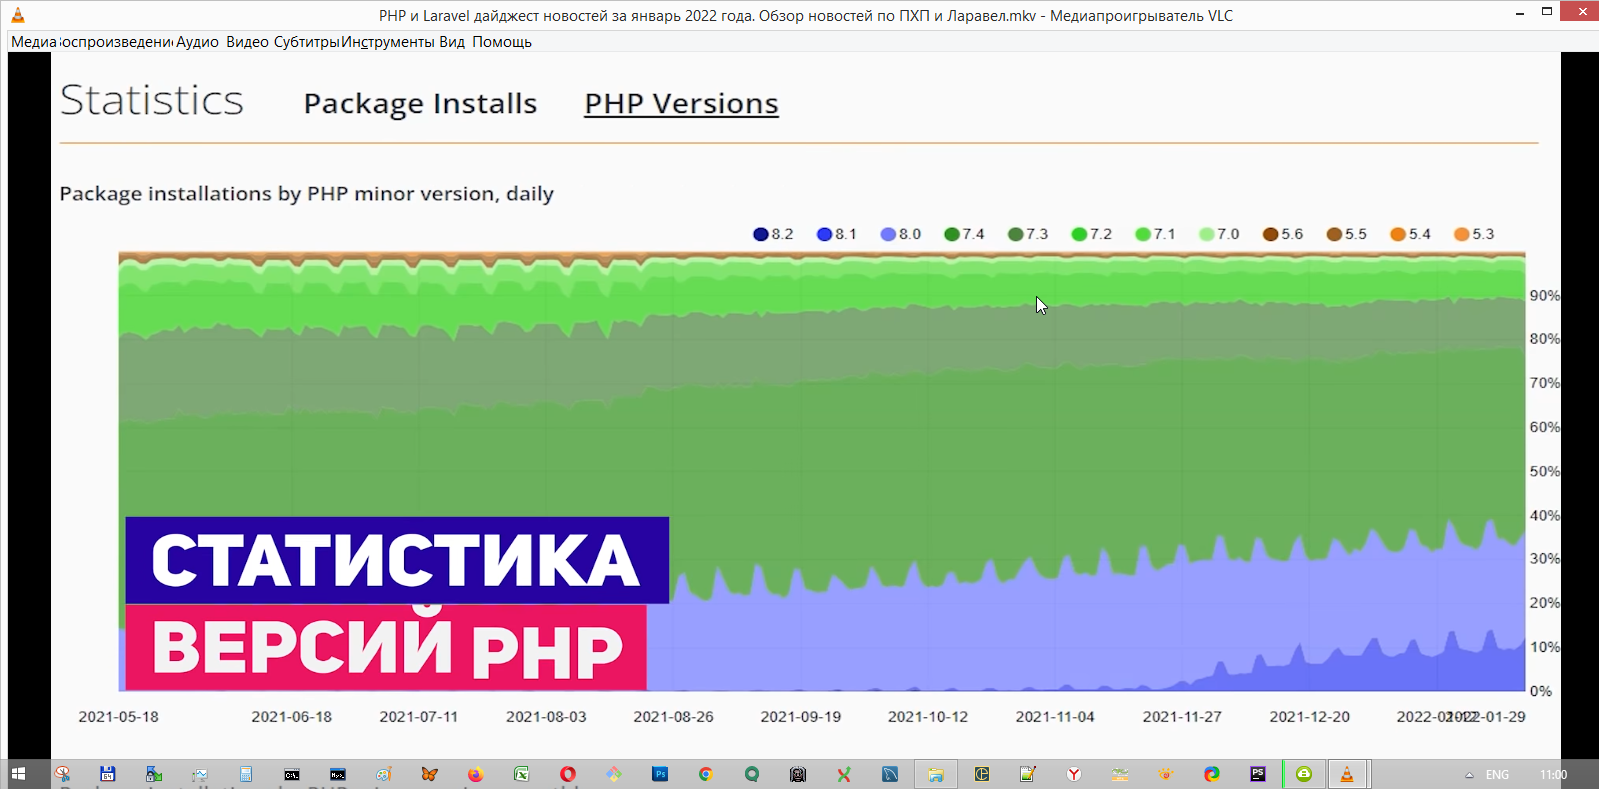 PHP и Laravel дайджест новостей за январь 2022 года. Обзор новостей по ПХП и Ларавел.mkv - Медиапроигрыватель VLC
Медиа Воспроизведение Аудио Видео Субтитры Инструменты Вид Помощь
Statistics Package Installs PHP Versions
Package installations by PHP minor version, daily
8.2 8.1 8.0 7.4 7.3 7.2 7.1 7.0 5.6 5.5 5.4 5.3
90%
80%
70%
60%
50%
40%
30%
20%
10%
0%
СТАТИСТИКА
ВЕРСИЙ PHP
2021-05-18 2021-06-18 2021-07-11 2021-08-03 2021-08-26 2021-09-19 2021-10-12 2021-11-04 2021-11-27 2021-12-20 2022-01-29
64 Ps PS ENG 11:00